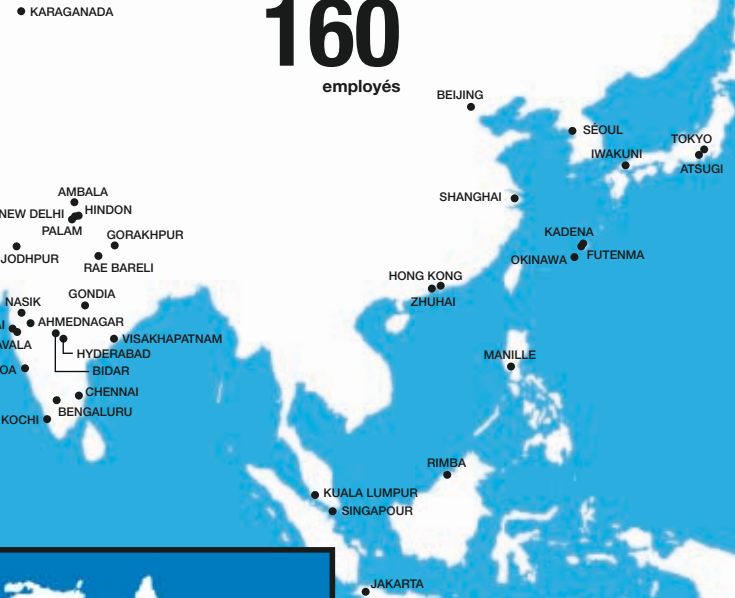 KARAGANADA
160
employés
BEIJING
SÉOUL
TOKYO
IWAKUNI
ATSUGI
AMBALA
SHANGHAI
NEW DELHI
HINDON
PALAM
GORAKHPUR
KADENA
JODHPUR
OKINAWA
FUTENMA
RAE BARELI
HONG KONG
GONDIA
NASIK
ZHUHAI
AHMEDNAGAR
VISAKHAPATNAM
AVALA
HYDERABAD
MANILLE
OA
BIDAR
CHENNAI
BENGALURU
KOCHI
RIMBA
KUALA LUMPUR
SINGAPOUR
JAKARTA